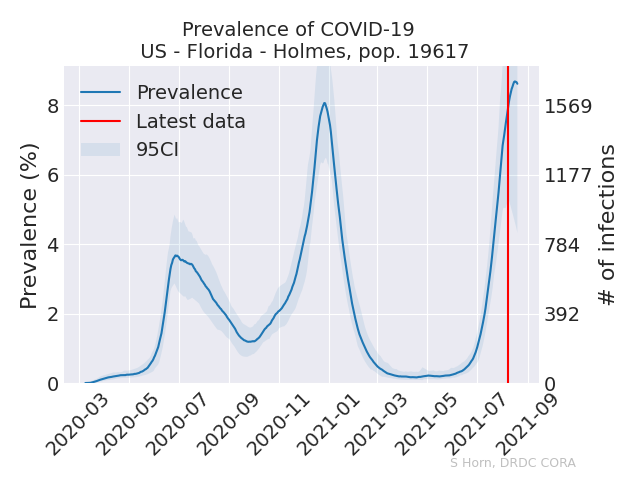 Prevalence of COVID-19
US - Florida - Holmes, pop. 19617
Prevalence
Latest data
95CI
Prevalence (%)
8
6
4
2
0
1569
1177
784
392
0
# of infections
2020-03
2020-05
2020-07
2020-09
2020-11
2021-01
2021-03
2021-05
2021-07
2021-09
S Horn, DRDC CORA